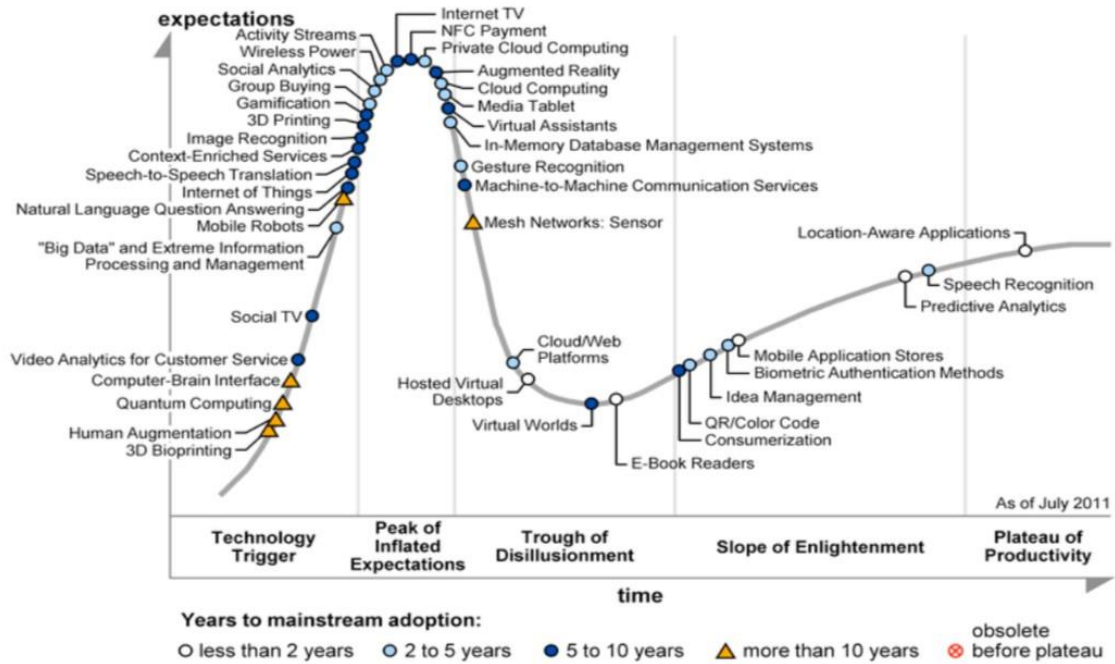 expectations
Activity Streams
Wireless Power
Social Analytics
Group Buying
Gamification
3D Printing
Image Recognition
Context-Enriched Services
Speech-to-Speech Translation
Internet of Things
Natural Language Question Answering
Mobile Robots
"Big Data" and Extreme Information
Processing and Management
Social TV
Video Analytics for Customer Service
Computer-Brain Interface
Quantum Computing
Human Augmentation
3D Bioprinting
Internet TV
NFC Payment
Private Cloud Computing
Augmented Reality
Cloud Computing
Media Tablet
Virtual Assistants
In-Memory Database Management Systems
Gesture Recognition
Machine-to-Machine Communication Services
Mesh Networks: Sensor
Cloud/Web
Platforms
Hosted Virtual
Desktops
Virtual Worlds
E-Book Readers
Consumerization
QR/Color Code
Idea Management
Biometric Authentication Methods
Mobile Application Stores
Predictive Analytics
Speech Recognition
Location-Aware Applications
As of July 2011
Technology
Trigger
Peak of
Inflated
Expectations
Trough of
Disillusionment
Slope of Enlightenment
Plateau of
Productivity
time
Years to mainstream adoption:
less than 2 years
2 to 5 years
5 to 10 years
more than 10 years
obsolete
before plateau